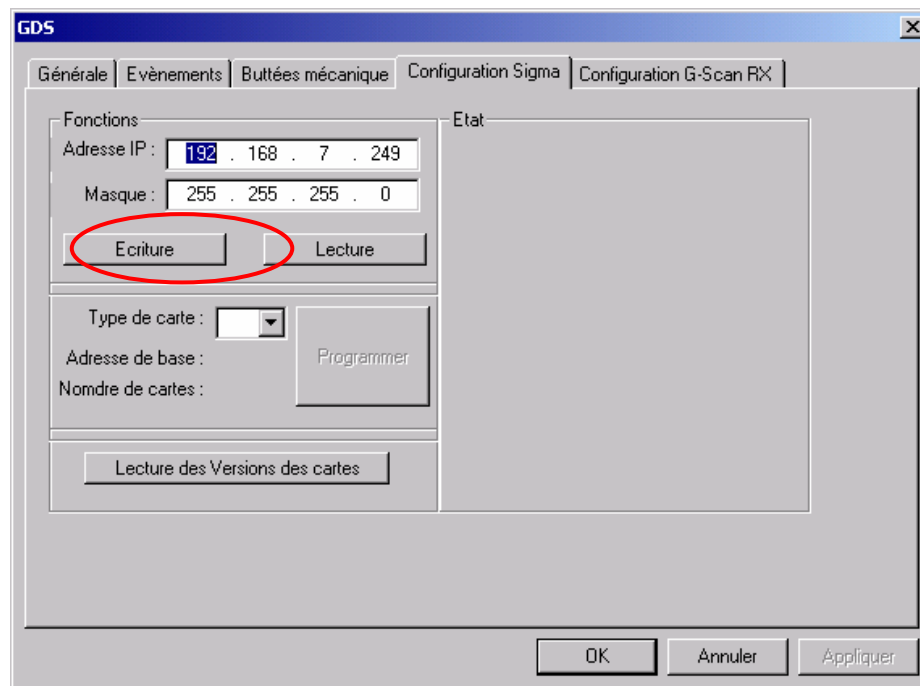 GDS
Générale Evènements Buttées mécanique Configuration Sigma Configuration G-Scan RX
Fonctions
Adresse IP : 192 . 168 . 7 . 249
Masque : 255 . 255 . 255 . 0
Ecriture Lecture
Type de carte :
Adresse de base :
Nomdre de cartes :
Programmer
Lecture des Versions des cartes
Etat
OK Annuler Appliquer